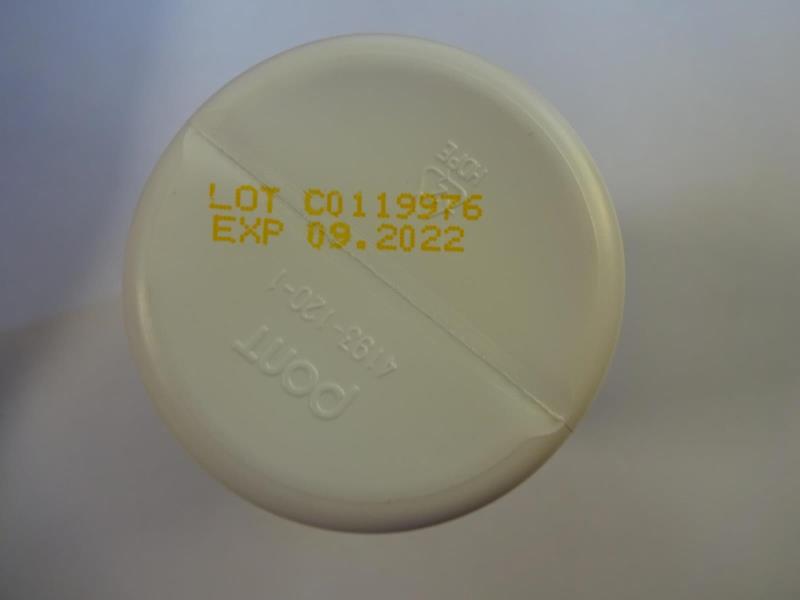 LOT C0119976
EXP 09.2022
HDPE
4193-120-1
PONT